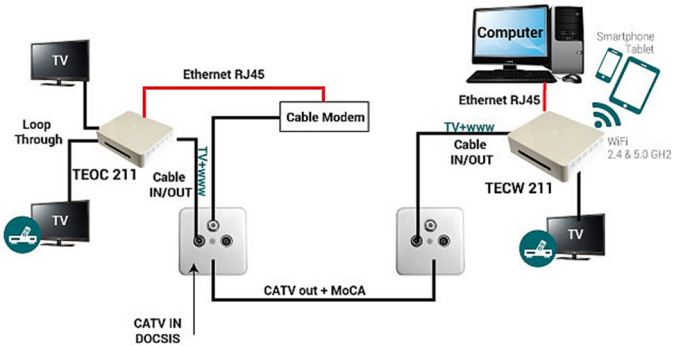 TV
Ethernet RJ45
Loop
Through
TEOC 211
Cable Modem
TV+www
Cable
IN/OUT
TV
CATV IN
DOCSIS
CATV out + MoCA
Computer
Smartphone
Tablet
Ethernet RJ45
TV+www
Cable
IN/OUT
WiFi
2.4 & 5.0 GH2
TECW 211
TV